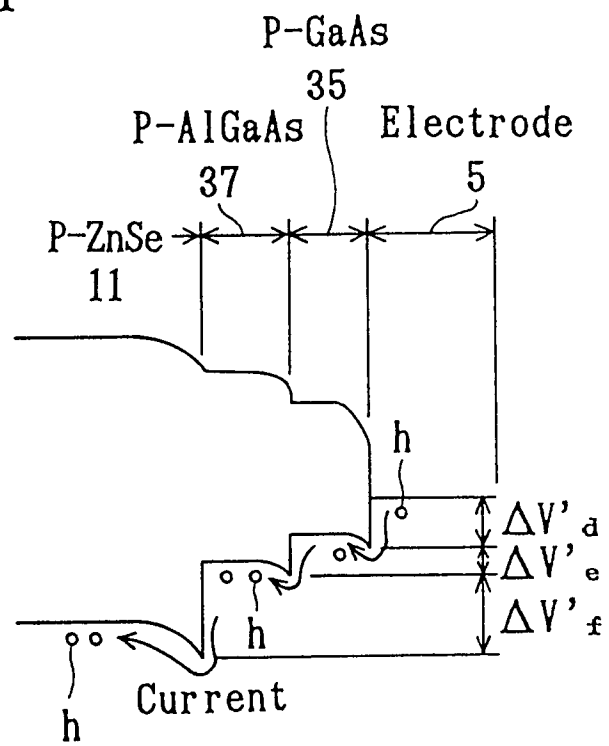 P-GaAs
35
P-AlGaAs
37
Electrode
5
P-ZnSe
11
h
ΔV'd
ΔV'e
ΔV'f
h
h
Current